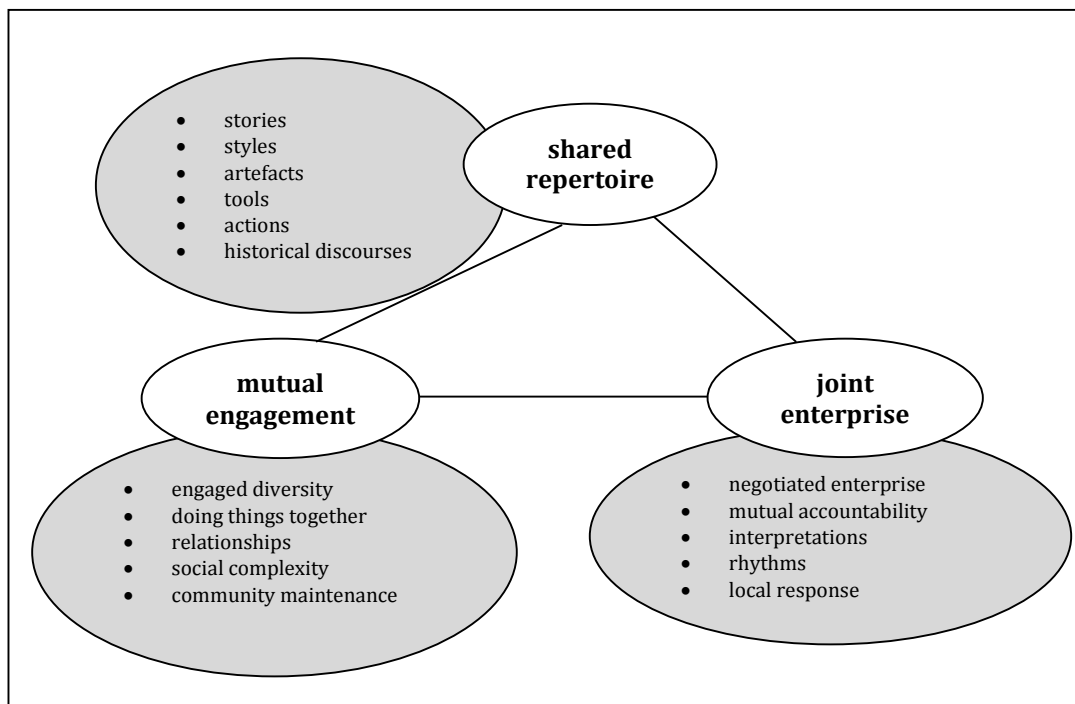 • stories
• styles
• artefacts
• tools
• actions
• historical discourses
shared
repertoire
mutual
engagement
• engaged diversity
• doing things together
• relationships
• social complexity
• community maintenance
joint
enterprise
• negotiated enterprise
• mutual accountability
• interpretations
• rhythms
• local response